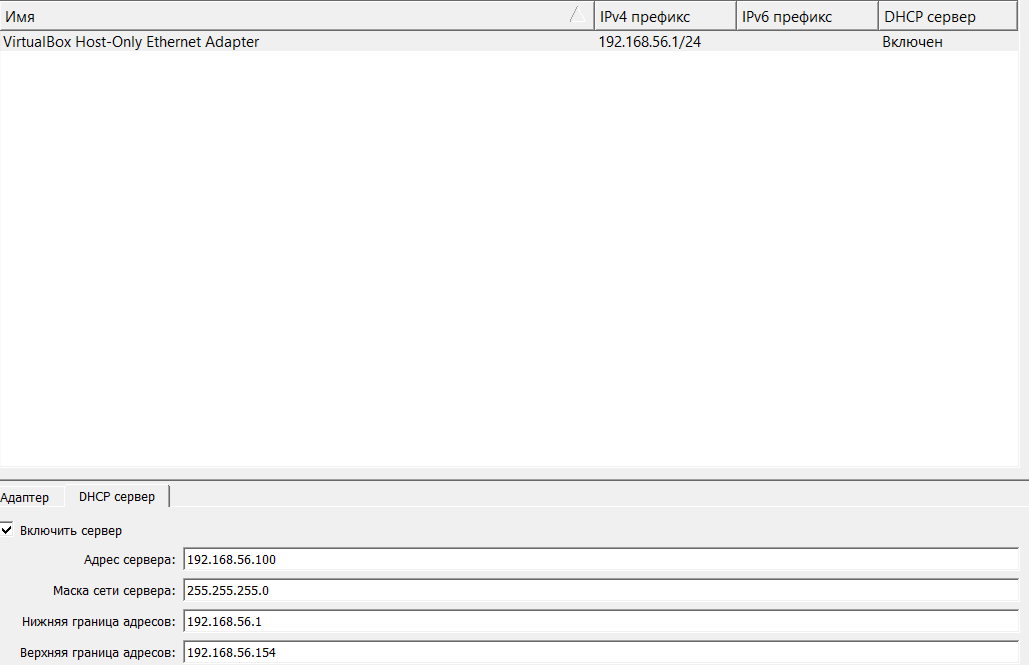 Имя IPv4 префикс IPv6 префикс DHCP сервер
VirtualBox Host-Only Ethernet Adapter 192.168.56.1/24 Включен
Адаптер DHCP сервер
Включить сервер
Адрес сервера: 192.168.56.100
Маска сети сервера: 255.255.255.0
Нижняя граница адресов: 192.168.56.1
Верхняя граница адресов: 192.168.56.154